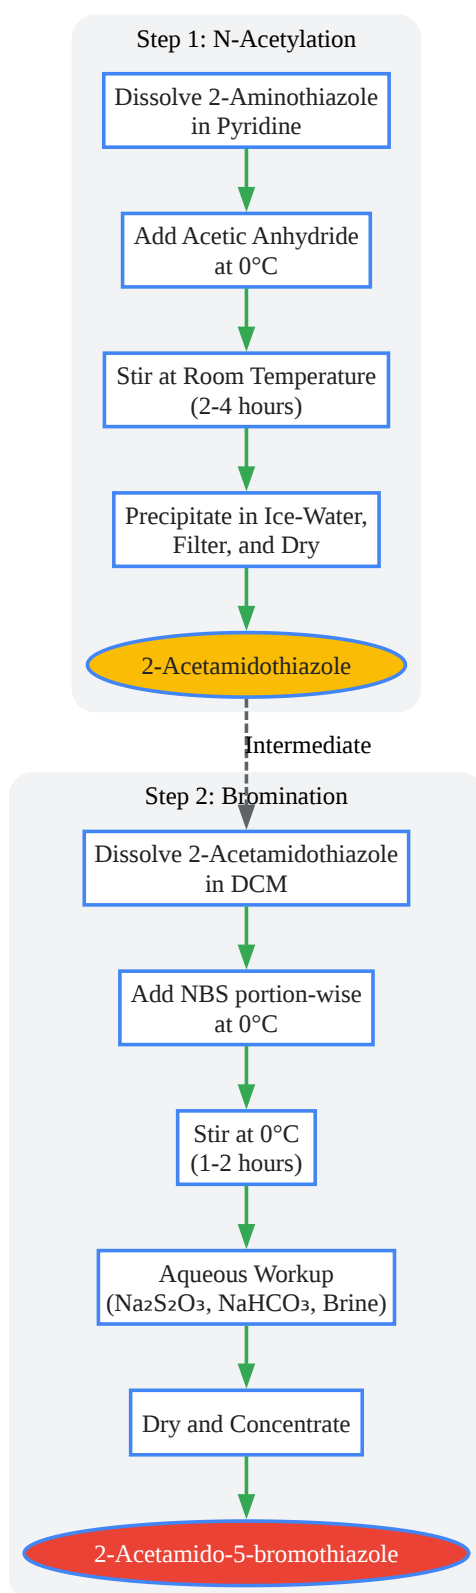 Step 1: N-Acetylation
Dissolve 2-Aminothiazole
in Pyridine
Add Acetic Anhydride
at 0°C
Stir at Room Temperature
(2-4 hours)
Precipitate in Ice-Water,
Filter, and Dry
2-Acetamidothiazole
Intermediate
Step 2: Bromination
Dissolve 2-Acetamidothiazole
in DCM
Add NBS portion-wise
at 0°C
Stir at 0°C
(1-2 hours)
Aqueous Workup
(Na₂S₂O₃, NaHCO₃, Brine)
Dry and Concentrate
2-Acetamido-5-bromothiazole